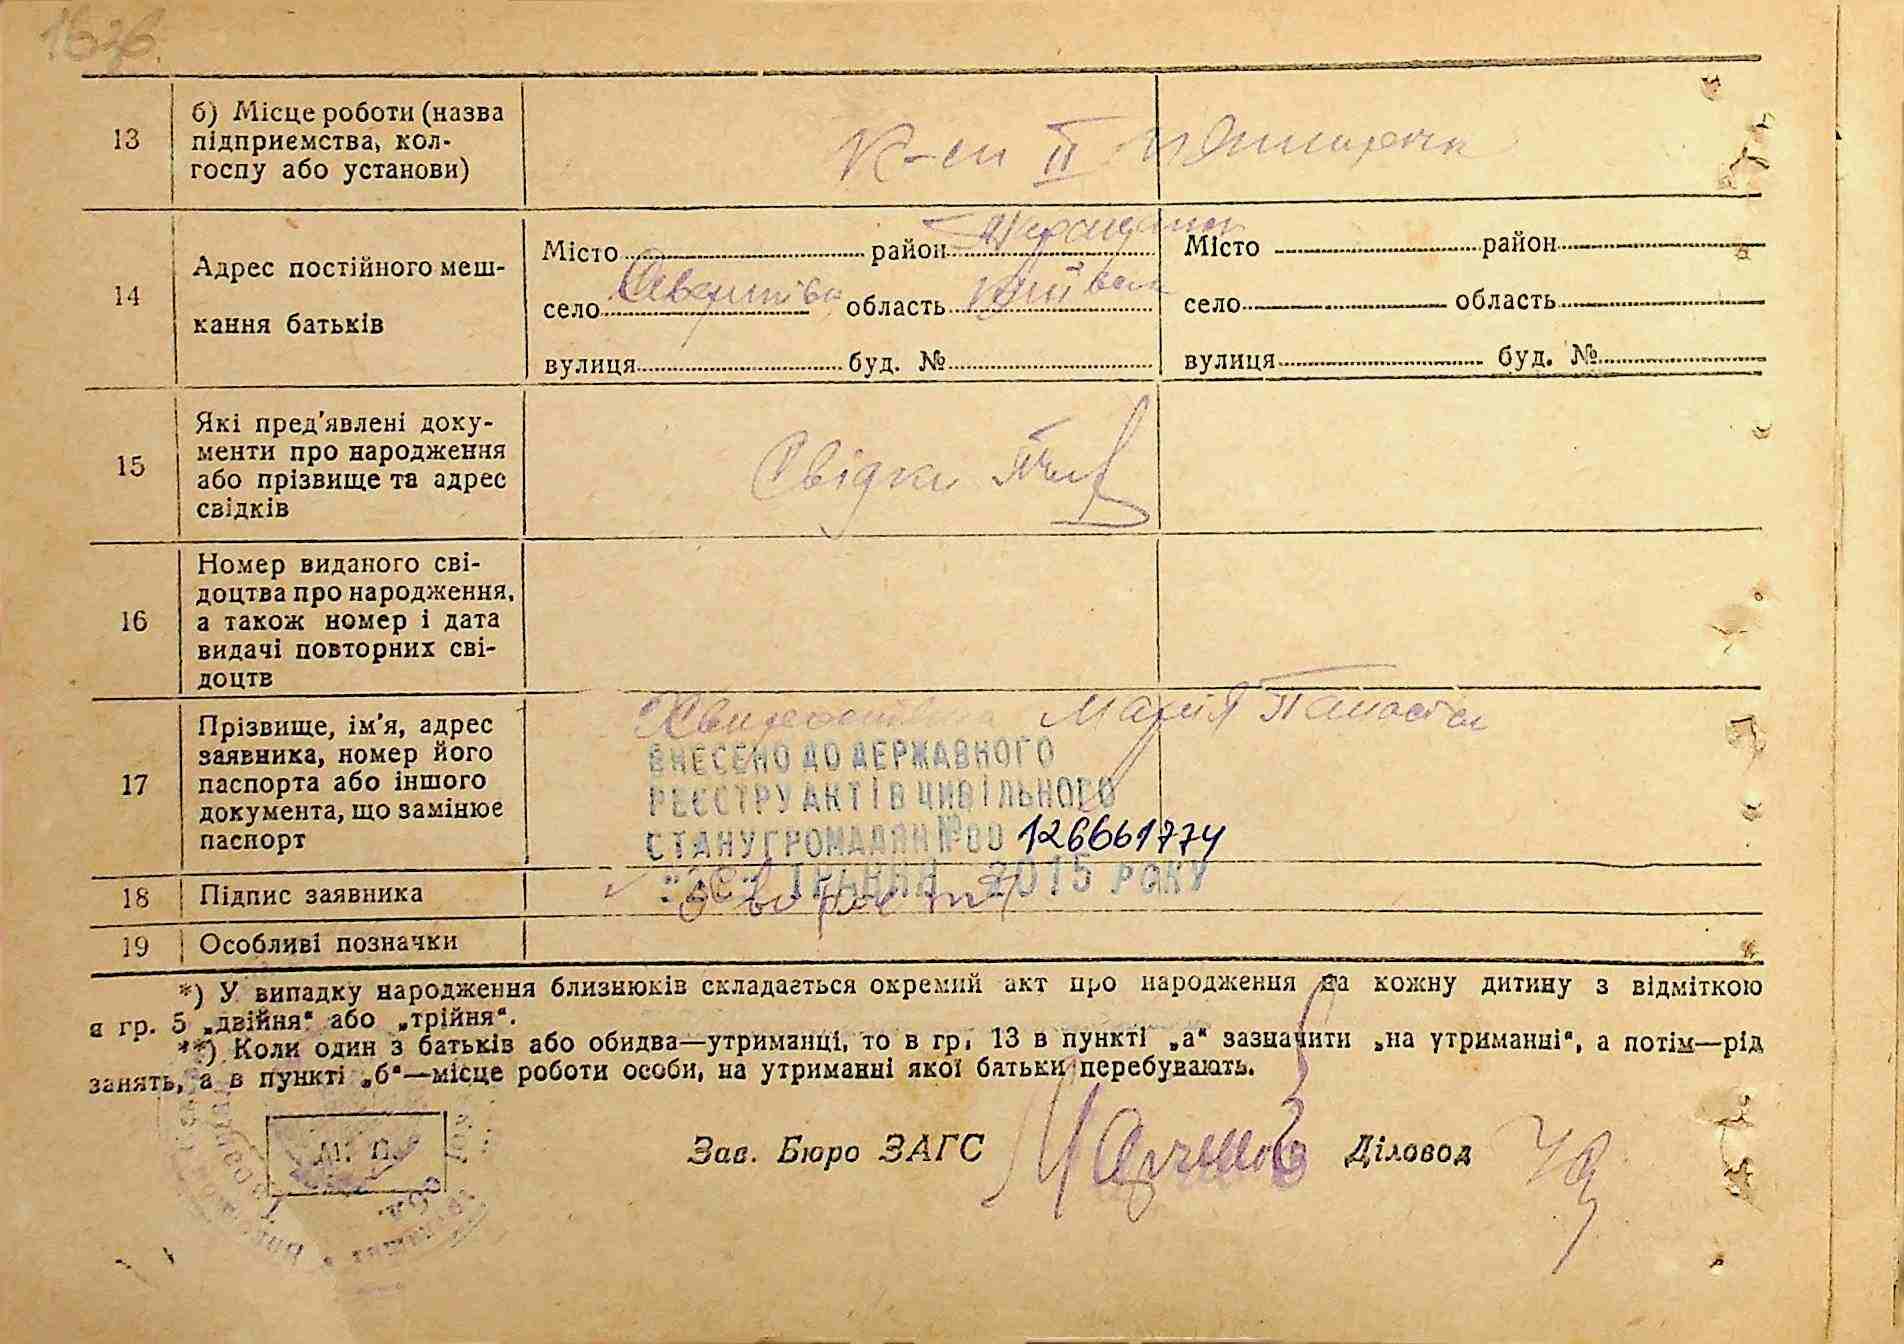 13
б) Місце роботи (назва
підприємства, кол-
госпу або установи)
14
Адрес постійного меш-
кання батьків
Місто район
село область
вулиця буд. №
Місто район
село область
вулиця буд. №
15
Які пред'явлені доку-
менти про народження
або прізвище та адрес
свідків
Свідки
16
Номер виданого сві-
доцтва про народження,
а також номер і дата
видачі повторних сві-
доцтв
17
Прізвище, ім'я, адрес
заявника, номер його
паспорта або іншого
документа, що замінює
паспорт
Марія
ВНЕСЕНО ДО ДЕРЖАВНОГО
РЕЄСТРУ АКТІВ ЦИВІЛЬНОГО
СТАНУ ГРОМАДЯН №00 126661774
ТРАВНЯ 2015 РОКУ
18
Підпис заявника
19
Особливі позначки
*) У випадку народження близнюків складається окремий акт про народження на кожну дитину з відміткою
в гр. 5 „двійня“ або „трійня“.
**) Коли один з батьків або обидва—утриманці, то в гр. 13 в пункті „а“ зазначити „на утриманні“, а потім—рід
занять, а в пункті „б“—місце роботи особи, на утриманні якої батьки перебувають.
М. П.
Зав. Бюро ЗАГС
Діловод